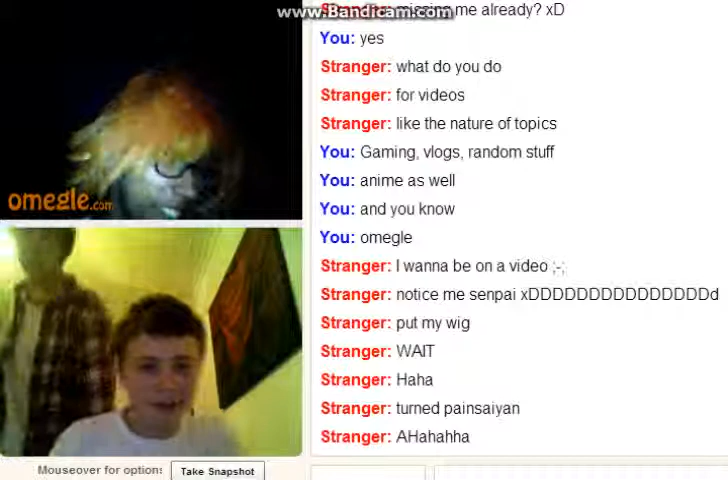 www.Bandicam.com
Stranger: missing me already? xD
You: yes
Stranger: what do you do
Stranger: for videos
Stranger: like the nature of topics
You: Gaming, vlogs, random stuff
You: anime as well
You: and you know
You: omegle
Stranger: I wanna be on a video ;-;
Stranger: notice me senpai xDDDDDDDDDDDDDDDd
Stranger: put my wig
Stranger: WAIT
Stranger: Haha
Stranger: turned painsaiyan
Stranger: AHahahha
omegle.com
Mouseover for option:
Take Snapshot